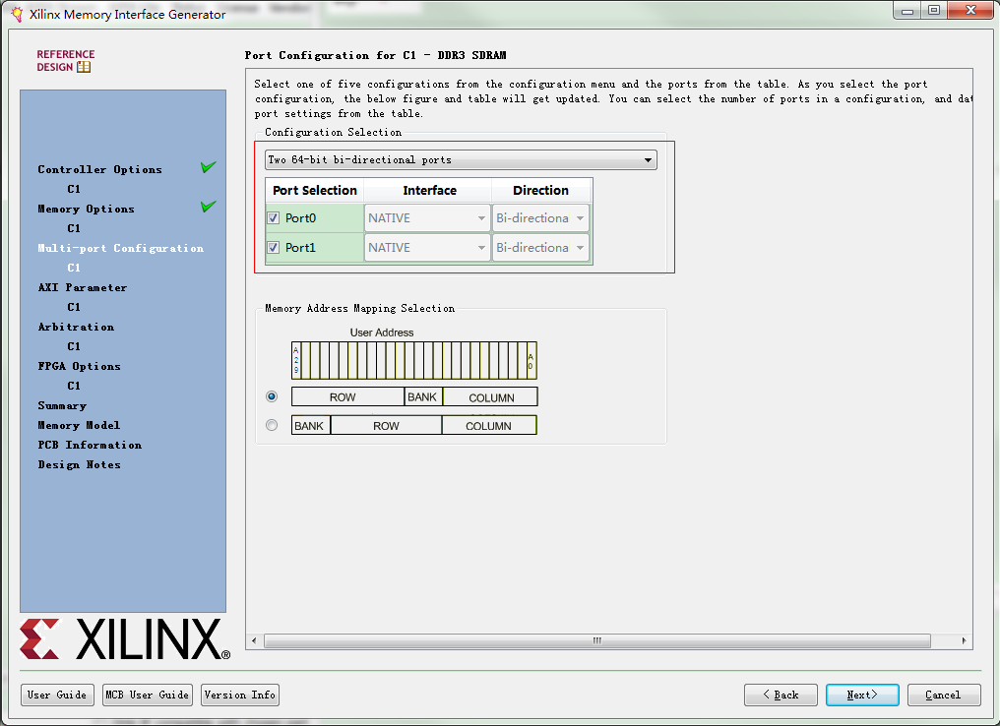 Xilinx Memory Interface Generator
REFERENCE
DESIGN
Controller Options
C1
Memory Options
C1
Multi-port Configuration
C1
AXI Parameter
C1
Arbitration
C1
FPGA Options
C1
Summary
Memory Model
PCB Information
Design Notes
XILINX®
Port Configuration for C1 - DDR3 SDRAM
Select one of five configurations from the configuration menu and the ports from the table. As you select the port
configuration, the below figure and table will get updated. You can select the number of ports in a configuration, and dat
port settings from the table.
Configuration Selection
Two 64-bit bi-directional ports
Port Selection Interface Direction
Port0 NATIVE Bi-directiona
Port1 NATIVE Bi-directiona
Memory Address Mapping Selection
User Address
A29 A0
ROW BANK COLUMN
BANK ROW COLUMN
User Guide MCB User Guide Version Info < Back Next> Cancel